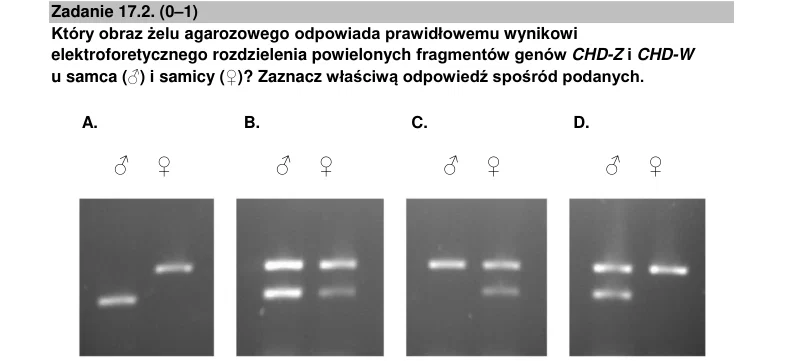 Zadanie 17.2. (0–1)
Który obraz żelu agarozowego odpowiada prawidłowemu wynikowi
elektroforetycznego rozdzielenia powielonych fragmentów genów CHD-Z i CHD-W
u samca (♂) i samicy (♀)? Zaznacz właściwą odpowiedź spośród podanych.
A. B. C. D.
♂ ♀ ♂ ♀ ♂ ♀ ♂ ♀